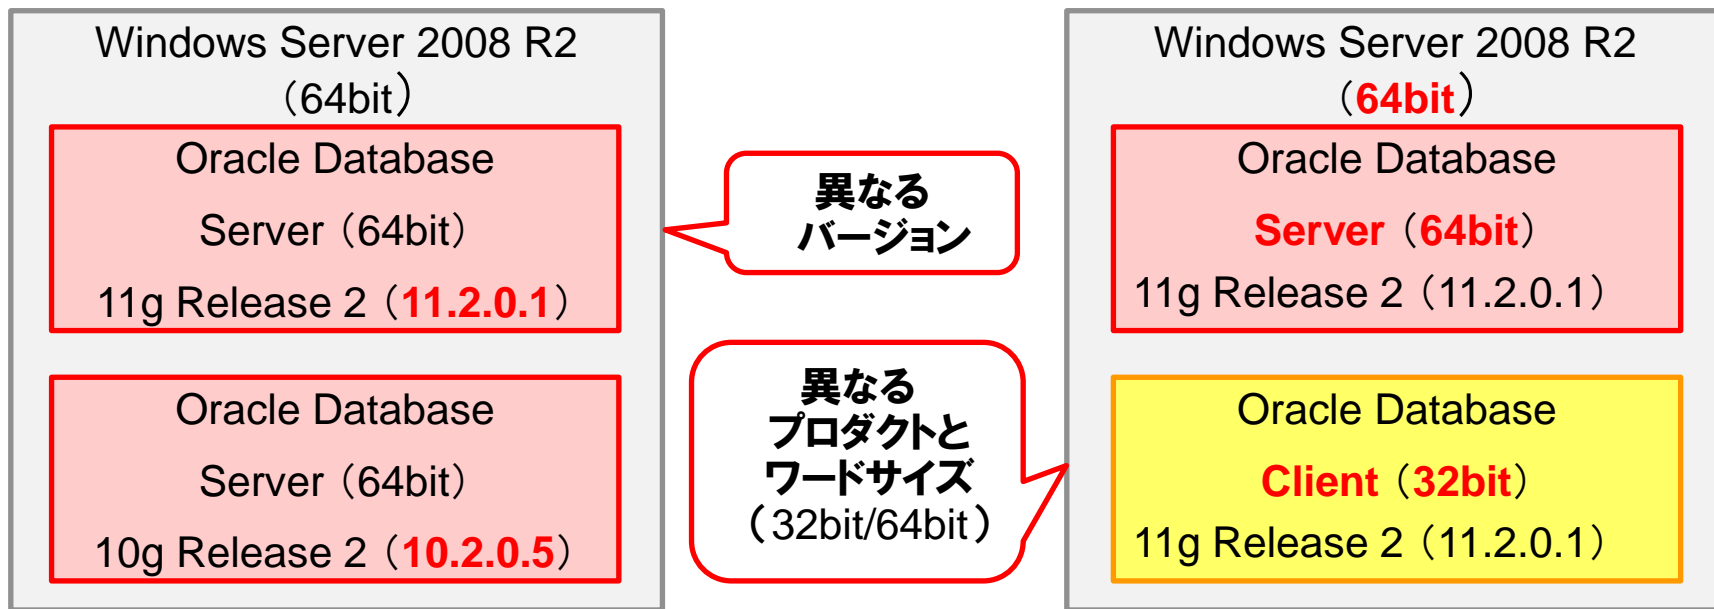 Windows Server 2008 R2
（64bit）
Oracle Database
Server（64bit）
11g Release 2（11.2.0.1）
Oracle Database
Server（64bit）
10g Release 2（10.2.0.5）
異なる
バージョン
異なる
プロダクトと
ワードサイズ
（32bit/64bit）
Windows Server 2008 R2
（64bit）
Oracle Database
Server（64bit）
11g Release 2（11.2.0.1）
Oracle Database
Client（32bit）
11g Release 2（11.2.0.1）